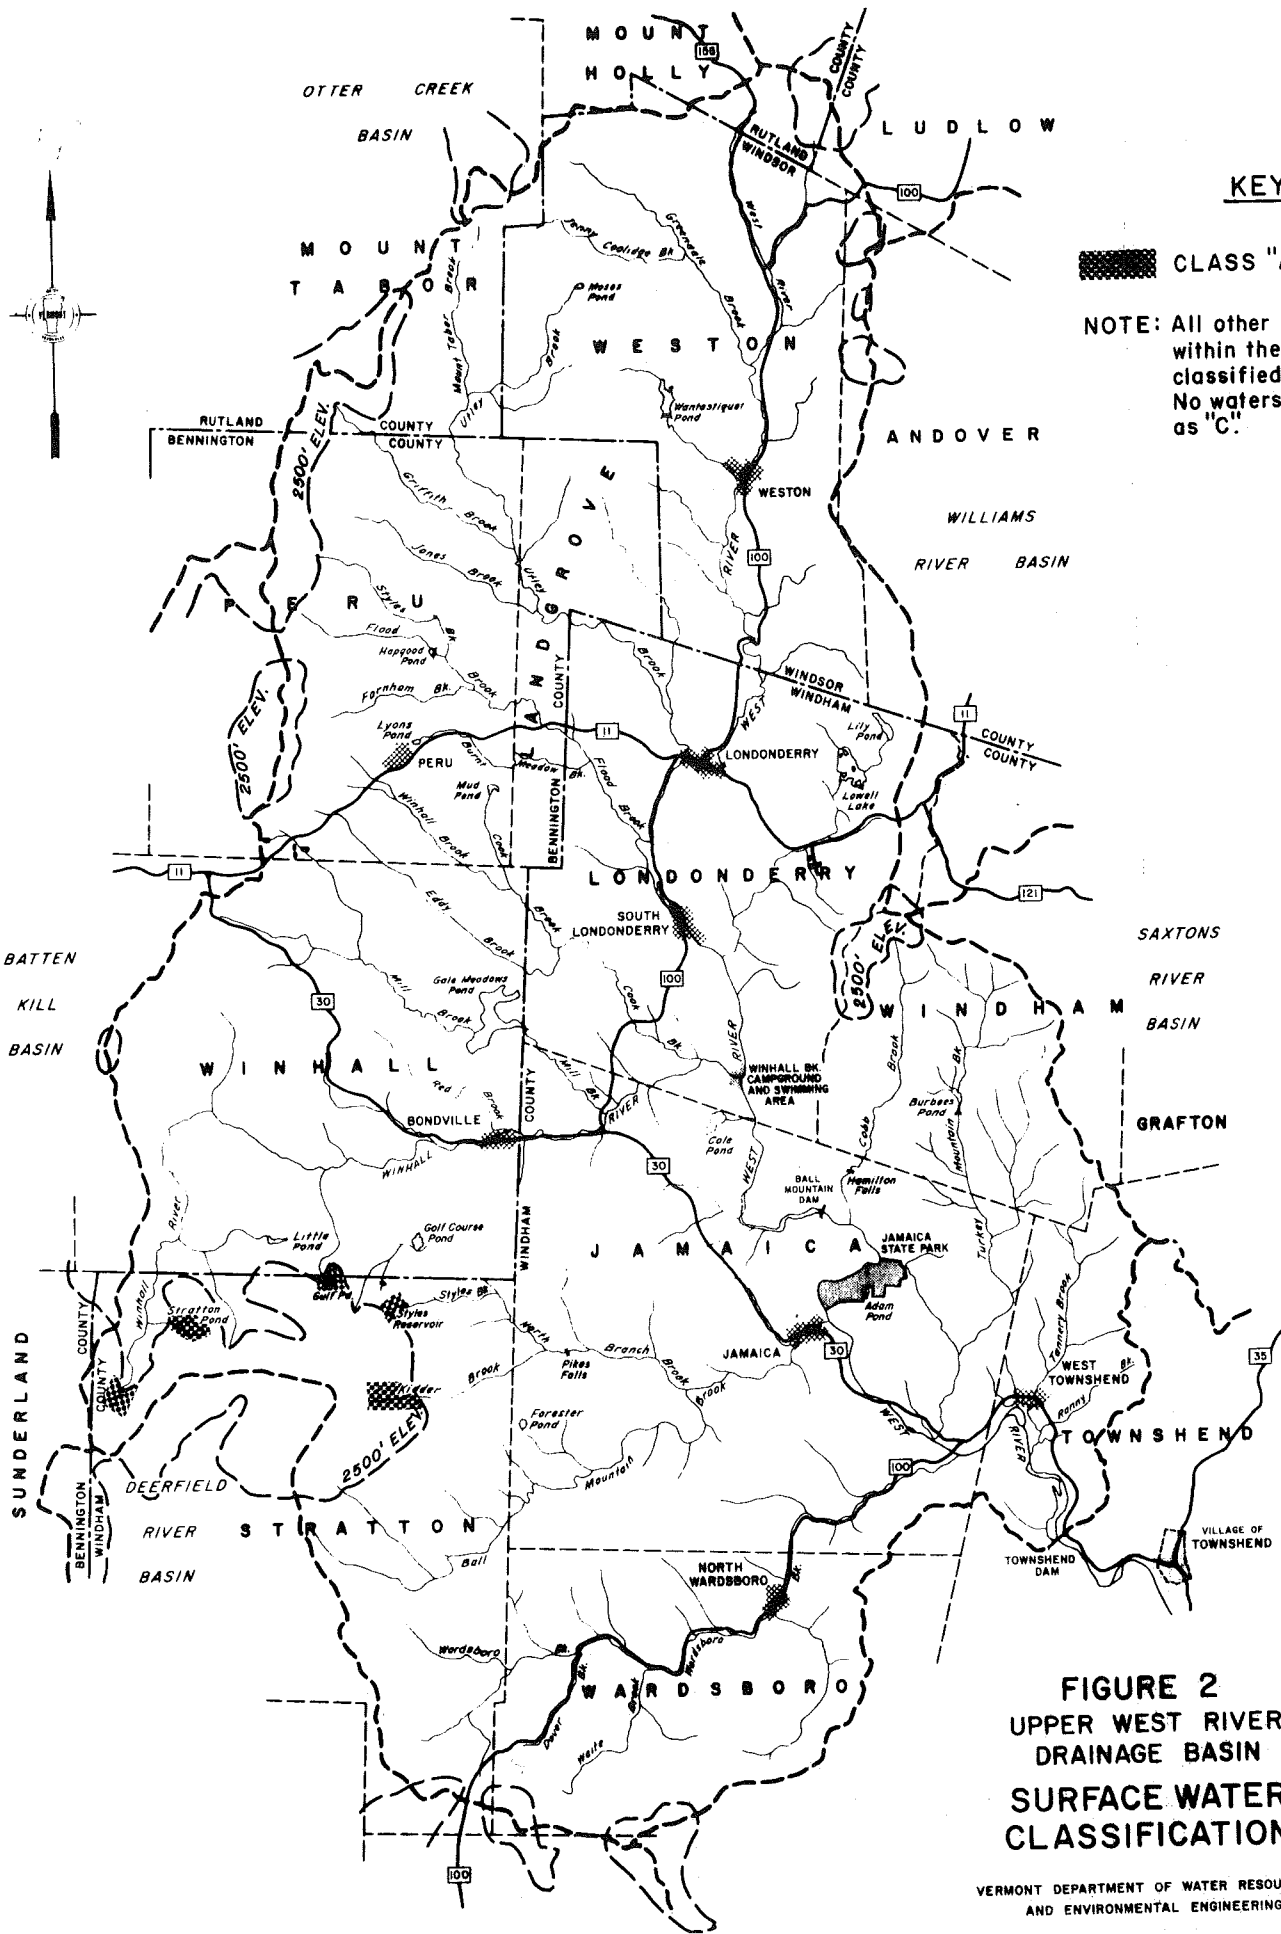 MOUNT
HOLLY
155
COUNTY
COUNTY
OTTER CREEK
BASIN
LUDLOW
RUTLAND
WINDSOR
100
KEY
CLASS "A
NOTE: All other
within the
classified
No waters
as "C".
VERMONT
MOUNT
TABOR
Mount Tabor Brook
Jenny Coolidge Bk
Greendale Brook
West River
Moses
Pond
WESTON
Utley Brook
Wantastiquet
Pond
RUTLAND COUNTY
BENNINGTON COUNTY
2500' ELEV.
ANDOVER
WESTON
WILLIAMS
RIVER BASIN
Griffith Brook
Jones Brook
Utley Brook
LANDGROVE
RIVER
100
PERU
Styles Bk
Flood Brook
Hapgood
Pond
Farnham Bk.
2500' ELEV.
BENNINGTON COUNTY
WINDSOR COUNTY
WINDHAM COUNTY
WEST
11
11
Lily
Pond
Lyons
Pond
PERU
Burnt Meadow Bk.
Flood Brook
LONDONDERRY
Lowell
Lake
Mud
Pond
Winhall Brook
Cook Brook
11
LONDONDERRY
121
Eddy Brook
SOUTH
LONDONDERRY
2500' ELEV.
SAXTONS
RIVER
BASIN
BATTEN
KILL
BASIN
Gale Meadows
Pond
Mill Brook
30
100
Cook Bk.
RIVER
WINDHAM
WINHALL
Red Brook
Mill Bk
RIVER
COUNTY
WINDHAM
WINHALL BK.
CAMPGROUND
AND SWIMMING
AREA
Cobb Brook
Burbees
Pond
Mountain Bk
GRAFTON
BONDVILLE
WINHALL
Cole
Pond
WEST
30
BALL
MOUNTAIN
DAM
Hamilton
Falls
Winhall River
Little
Pond
Golf Course
Pond
JAMAICA
JAMAICA
STATE PARK
Turkey
Gulf Pd.
Styles Bk
Styles
Reservoir
Stratton
Pond
Adam
Pond
Tannery Brook
SUNDERLAND
COUNTY
COUNTY
North Branch Brook
Pikes
Falls
JAMAICA
30
WEST
TOWNSHEND
Ranny Bk.
35
Kidder Brook
2500' ELEV.
Forester
Pond
WEST
RIVER
TOWNSHEND
DEERFIELD
RIVER
BASIN
STRATTON
Ball Mountain Brook
100
BENNINGTON
WINDHAM
NORTH
WARDSBORO
Bk.
TOWNSHEND
DAM
VILLAGE OF
TOWNSHEND
Wardsboro Bk.
Wardsboro
WARDSBORO
Dover Bk.
Waite Brook
100
FIGURE 2
UPPER WEST RIVER
DRAINAGE BASIN
SURFACE WATER
CLASSIFICATION
VERMONT DEPARTMENT OF WATER RESOU
AND ENVIRONMENTAL ENGINEERING